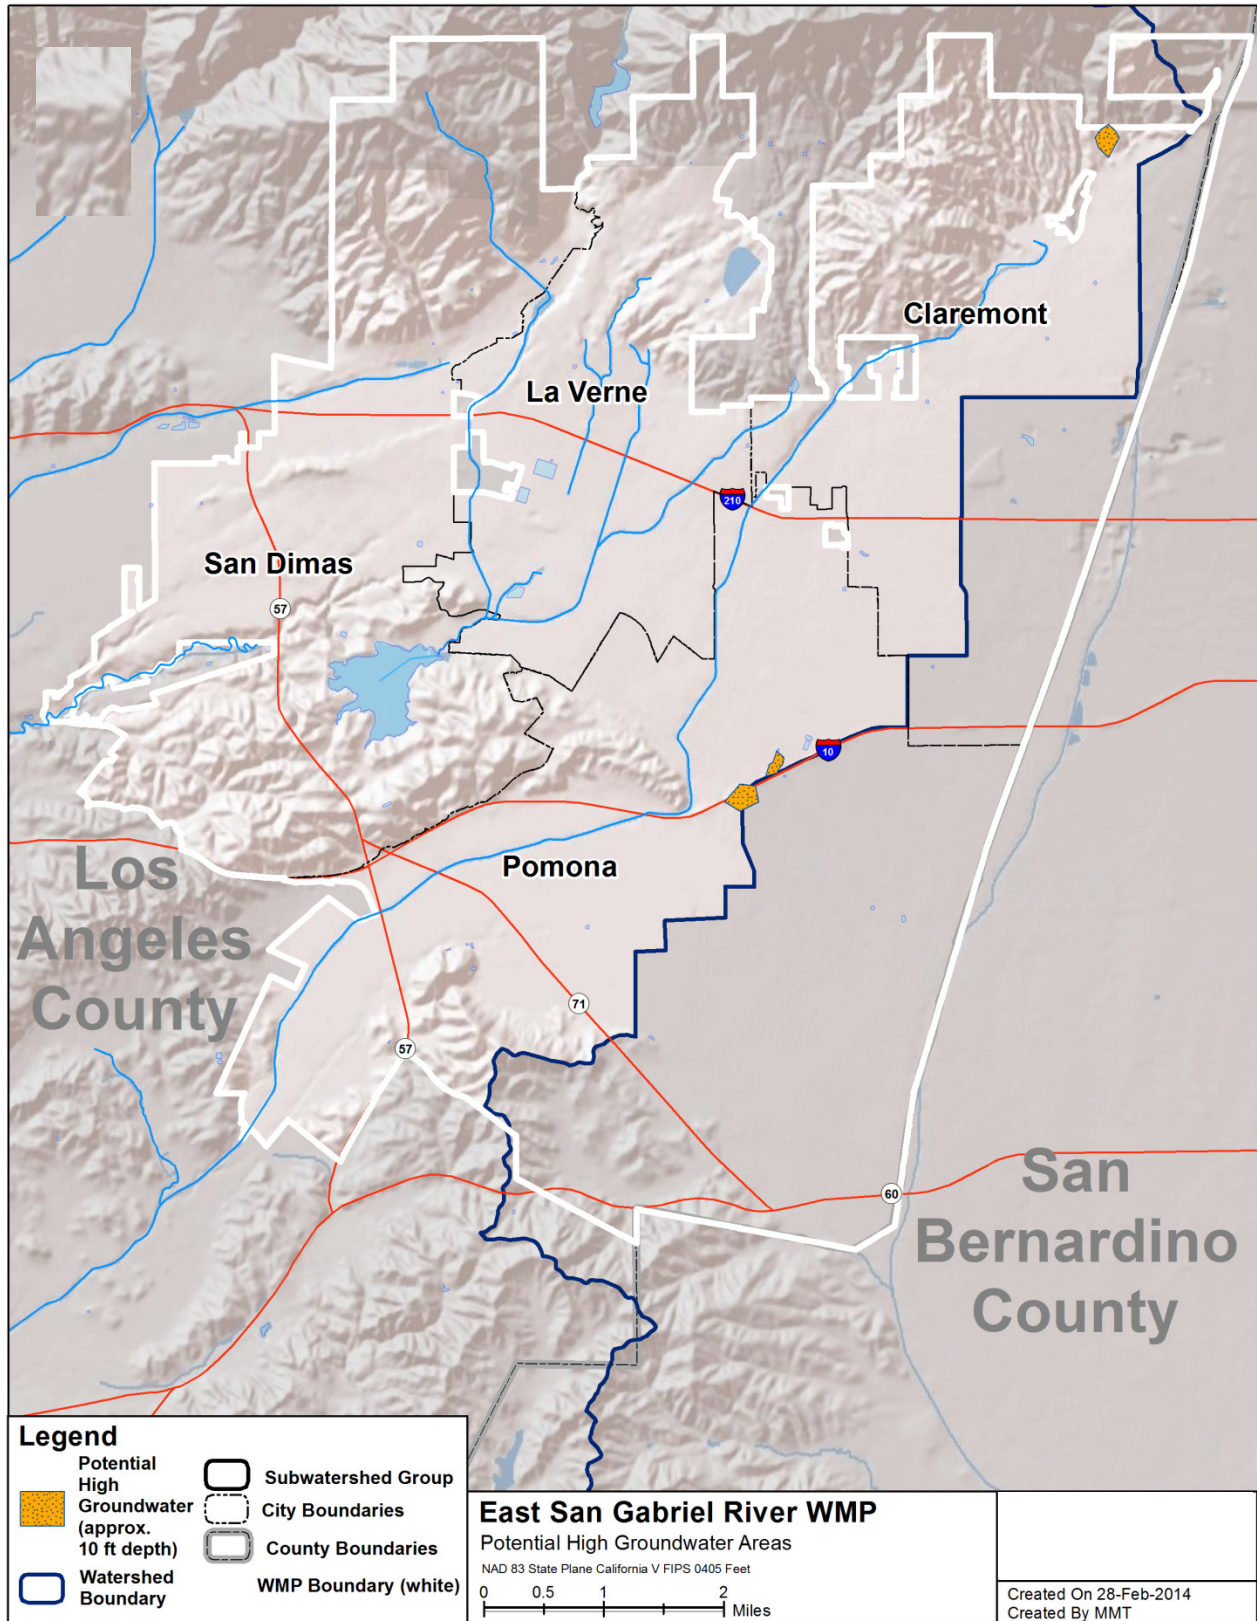 Claremont
La Verne
210
San Dimas
57
10
Pomona
Los
Angeles
County
71
57
San
Bernardino
County
60
Legend
Potential
High
Groundwater
(approx.
10 ft depth)
Watershed
Boundary
Subwatershed Group
City Boundaries
County Boundaries
WMP Boundary (white)
East San Gabriel River WMP
Potential High Groundwater Areas
NAD 83 State Plane California V FIPS 0405 Feet
0 0.5 1 2
Miles
Created On 28-Feb-2014
Created By MMT